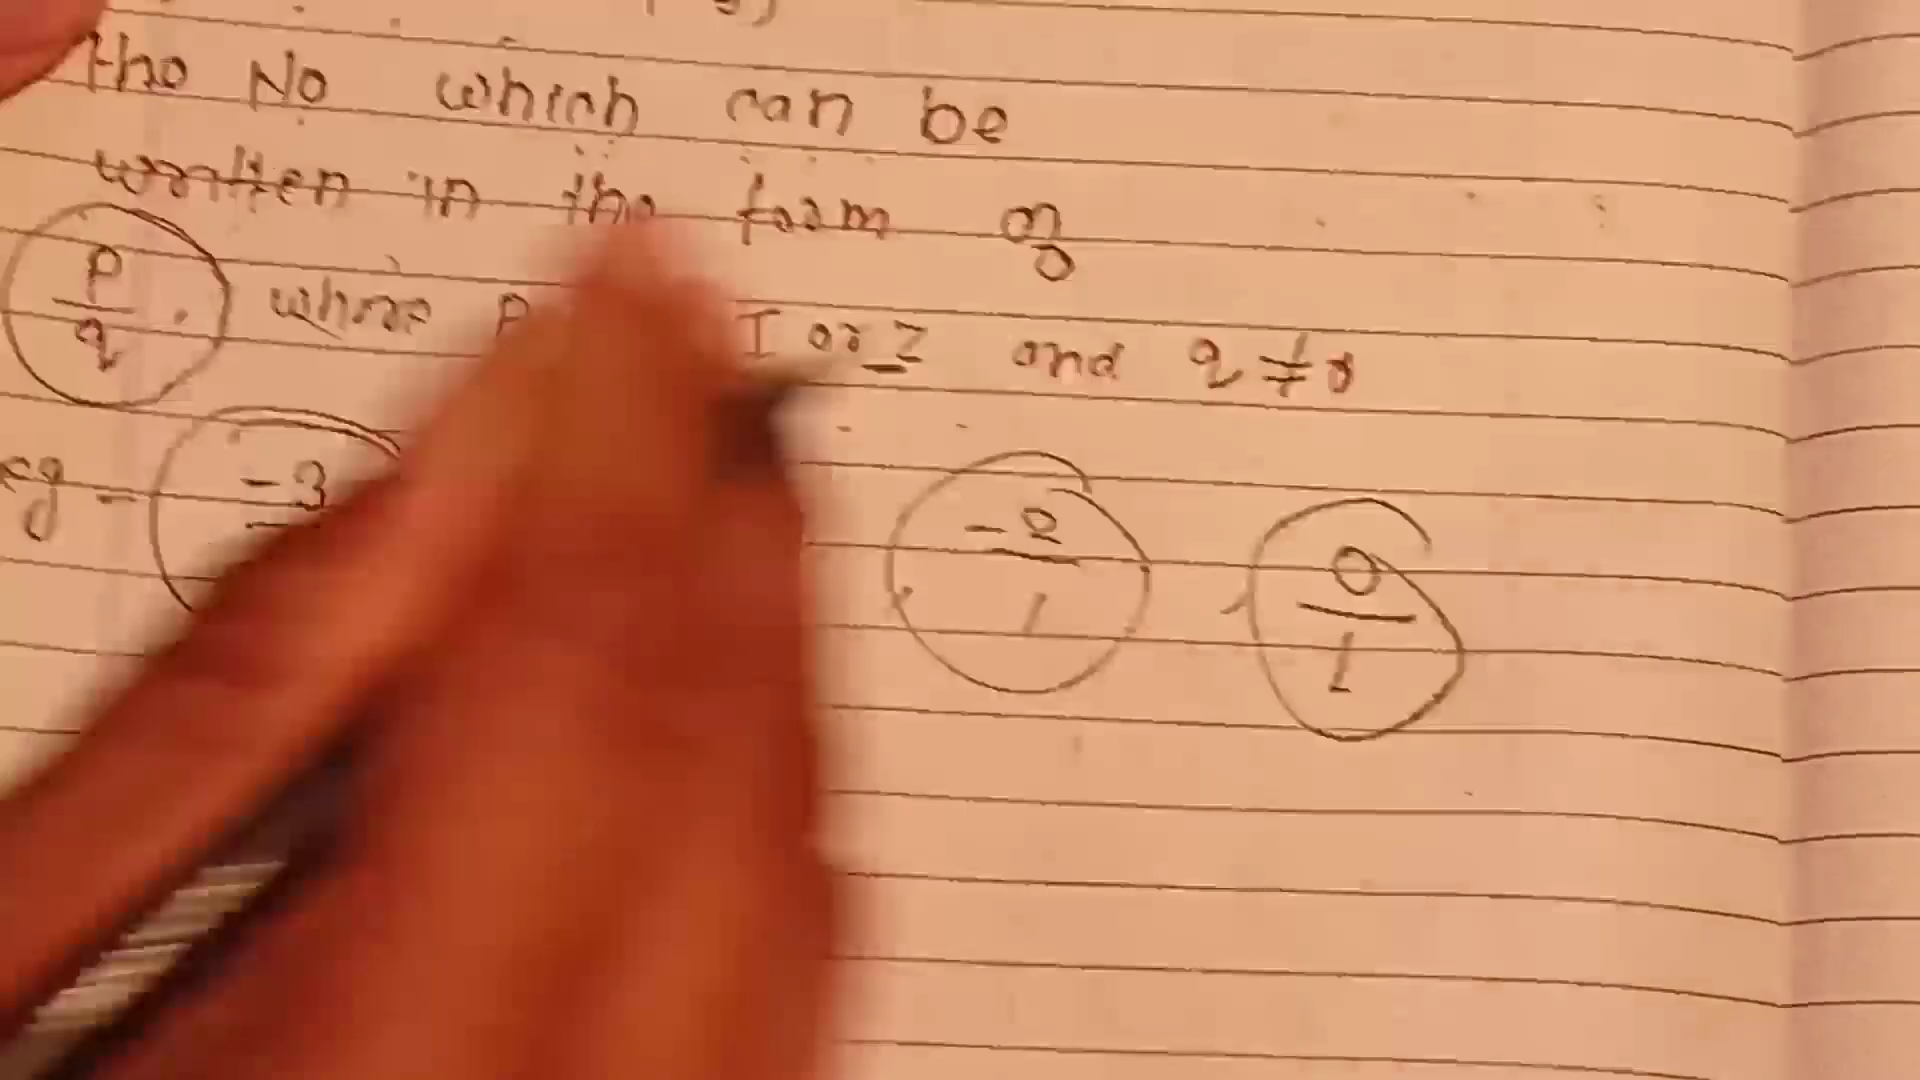 the No which can be
written in the form of
p/q, where P I or Z and q ≠ 0
eg - -3 -2/1 0/1